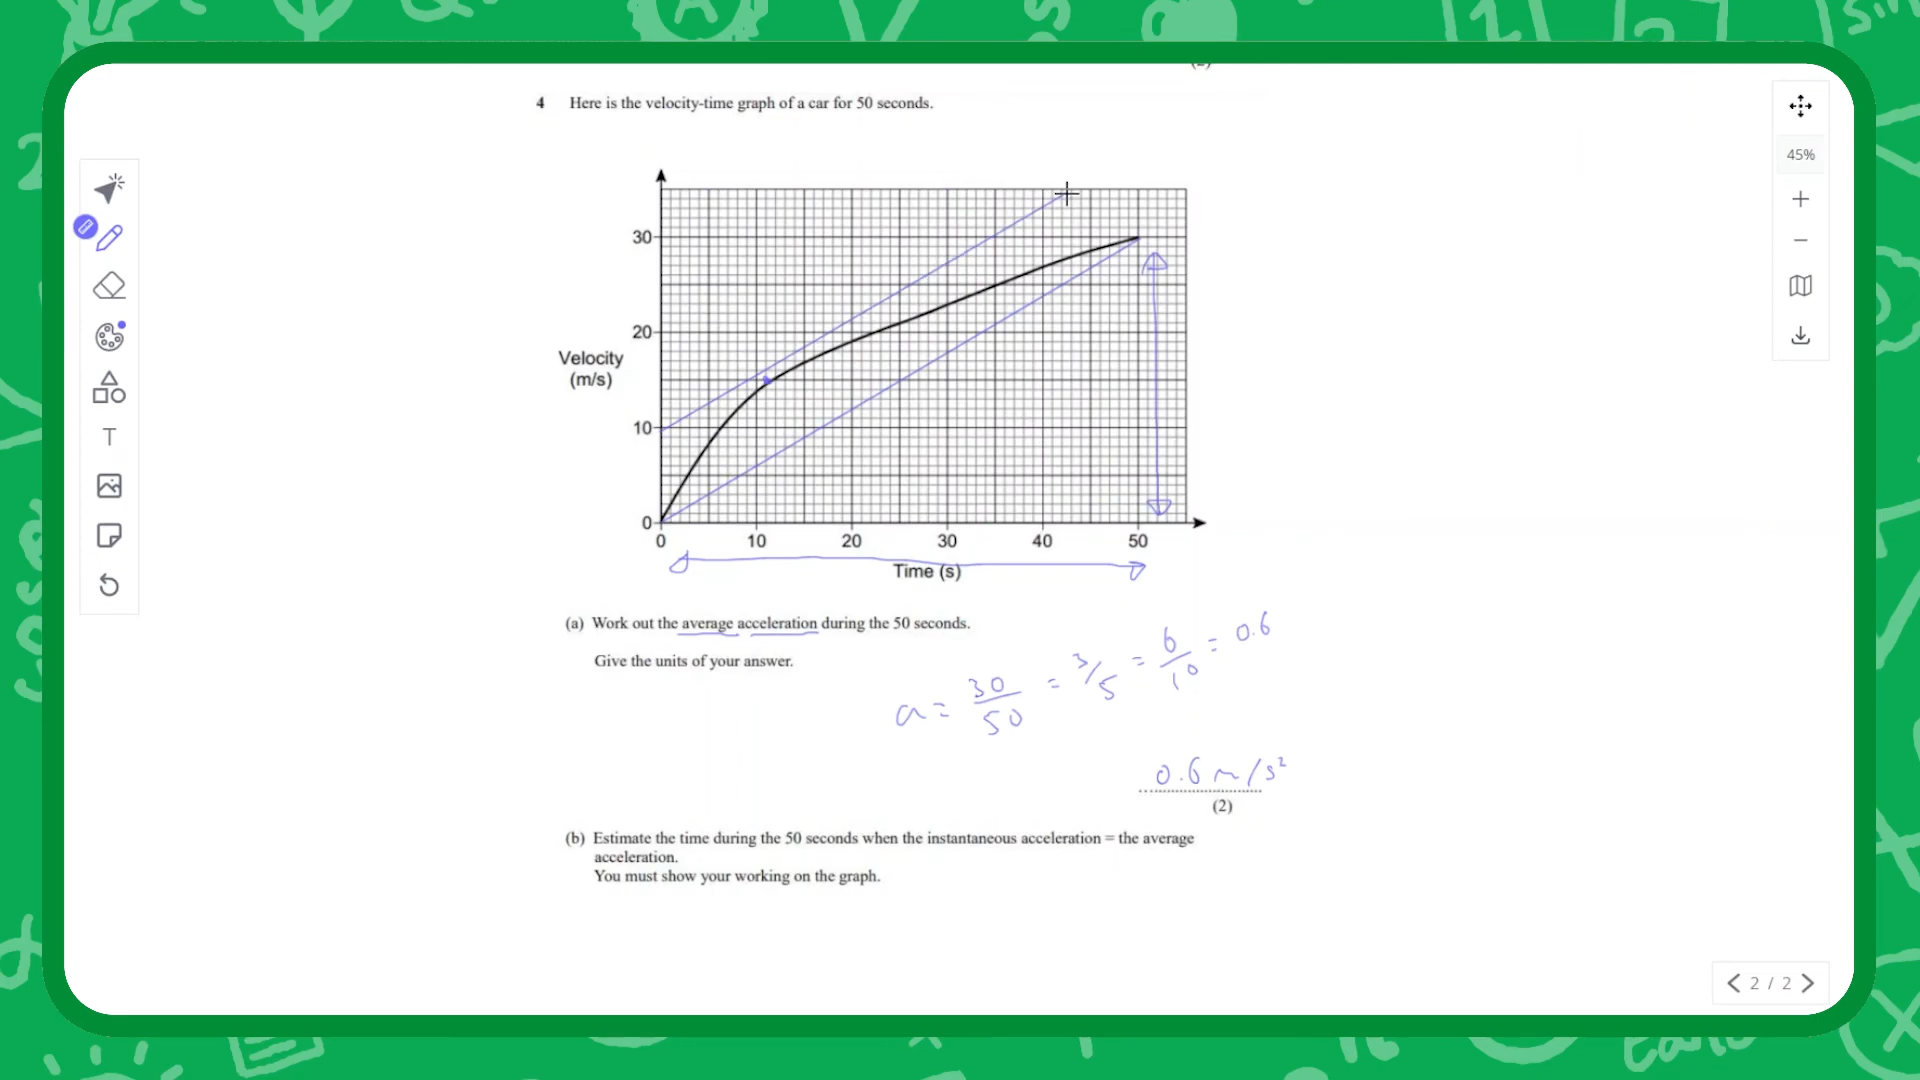 4 Here is the velocity-time graph of a car for 50 seconds.
45%
30
20
Velocity
(m/s)
10
0
0 10 20 30 40 50
Time (s)
(a) Work out the average acceleration during the 50 seconds.
Give the units of your answer.
a = 30/50 = 3/5 = 6/10 = 0.6
0.6 m/s²
(2)
(b) Estimate the time during the 50 seconds when the instantaneous acceleration = the average
acceleration.
You must show your working on the graph.
T
2 / 2